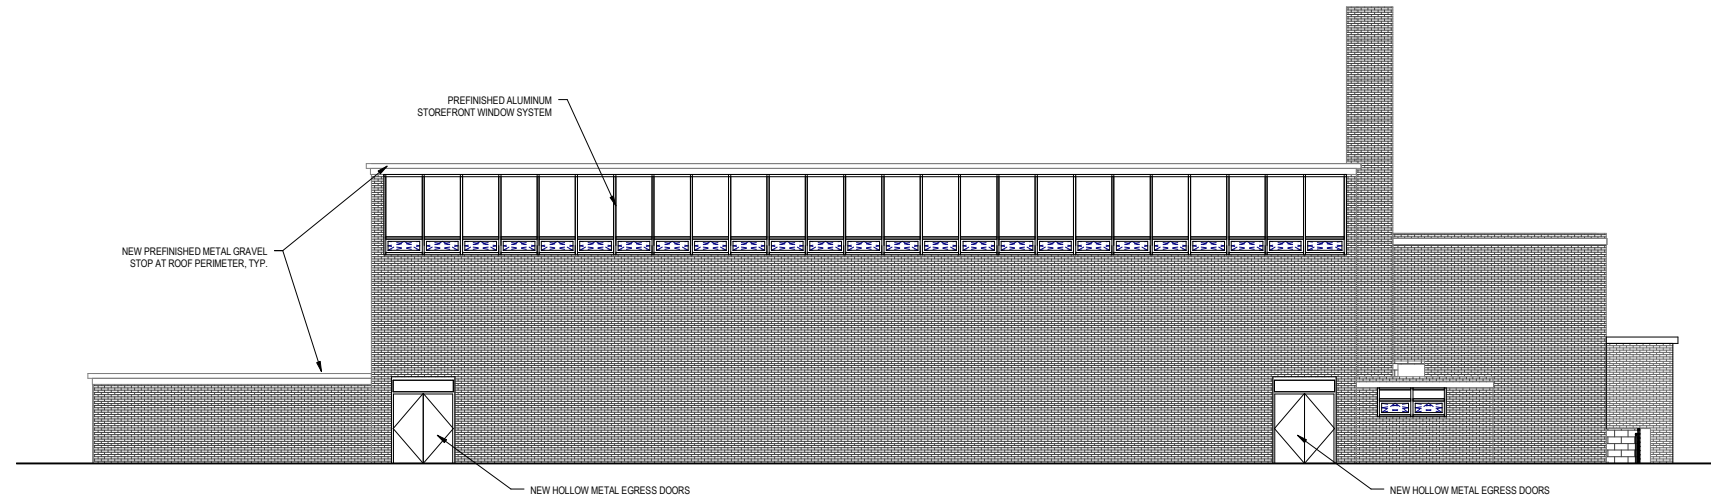 PREFINISHED ALUMINUM
STOREFRONT WINDOW SYSTEM
NEW PREFINISHED METAL GRAVEL
STOP AT ROOF PERIMETER, TYP.
NEW HOLLOW METAL EGRESS DOORS
NEW HOLLOW METAL EGRESS DOORS